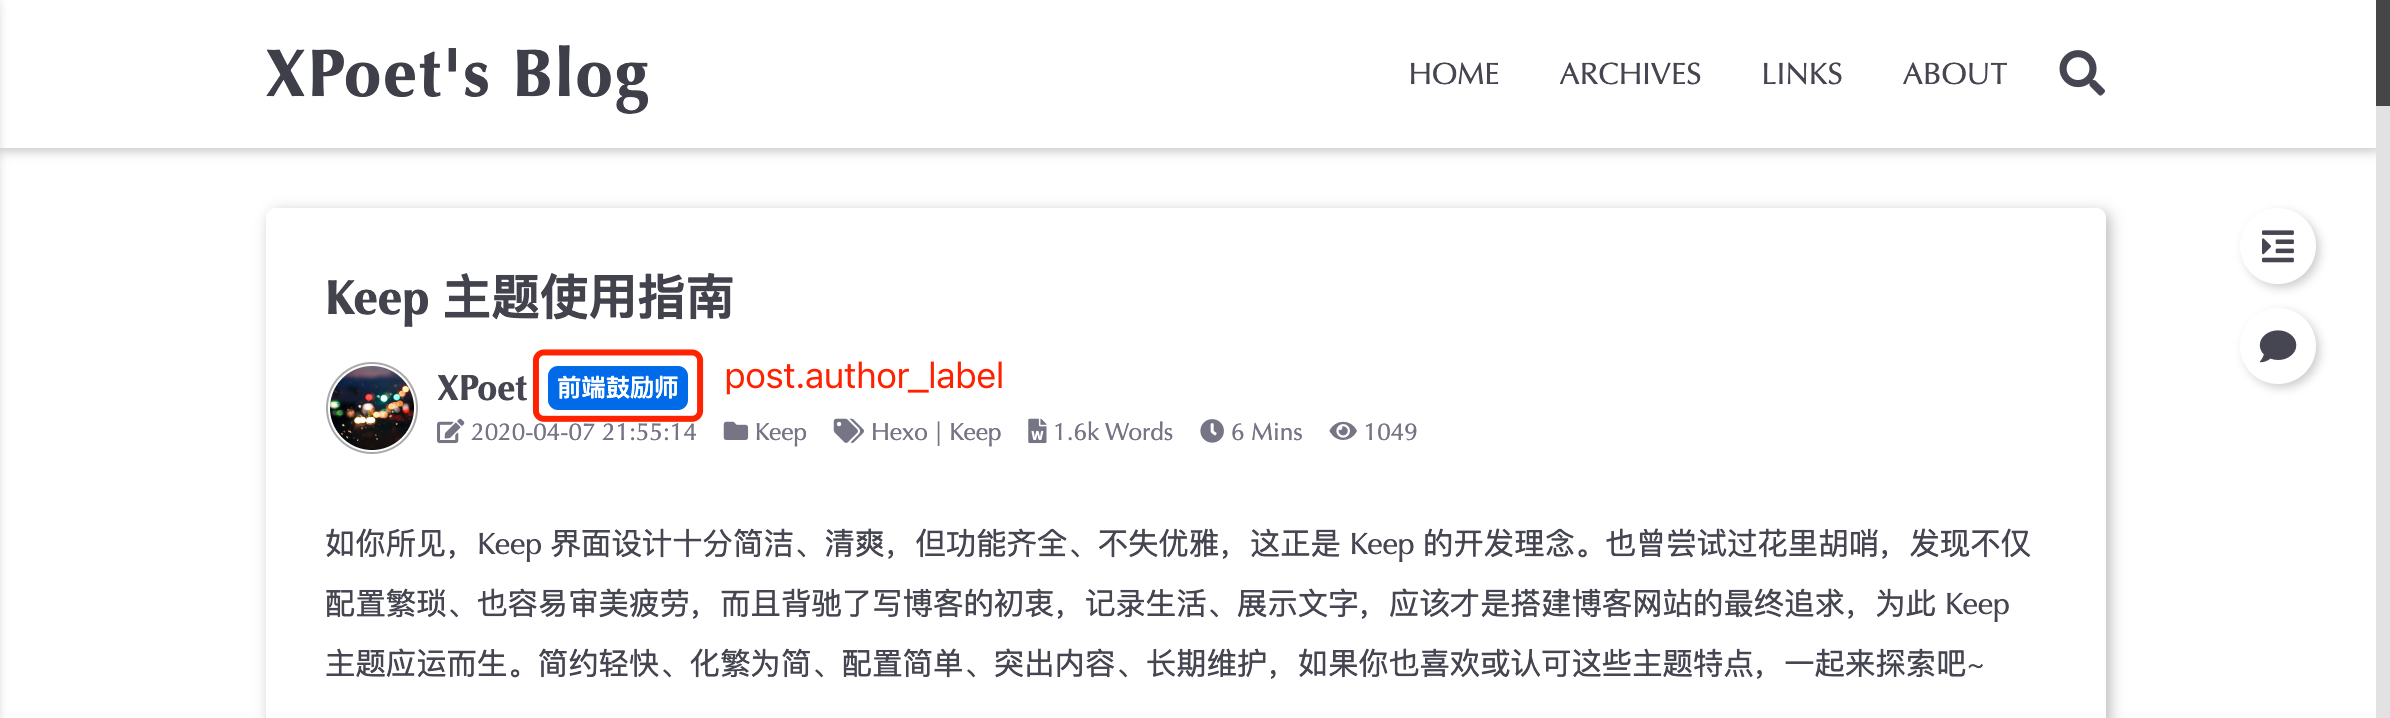 XPoet's Blog
HOME ARCHIVES LINKS ABOUT
Keep 主题使用指南
XPoet 前端鼓励师 post.author_label
2020-04-07 21:55:14 Keep Hexo | Keep 1.6k Words 6 Mins 1049
如你所见，Keep 界面设计十分简洁、清爽，但功能齐全、不失优雅，这正是 Keep 的开发理念。也曾尝试过花里胡哨，发现不仅
配置繁琐、也容易审美疲劳，而且背驰了写博客的初衷，记录生活、展示文字，应该才是搭建博客网站的最终追求，为此 Keep
主题应运而生。简约轻快、化繁为简、配置简单、突出内容、长期维护，如果你也喜欢或认可这些主题特点，一起来探索吧~